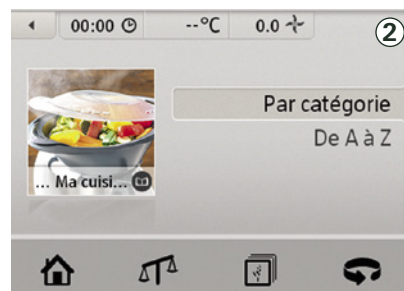 00:00 --°C 0.0 2
Par catégorie
De A à Z
... Ma cuisi...